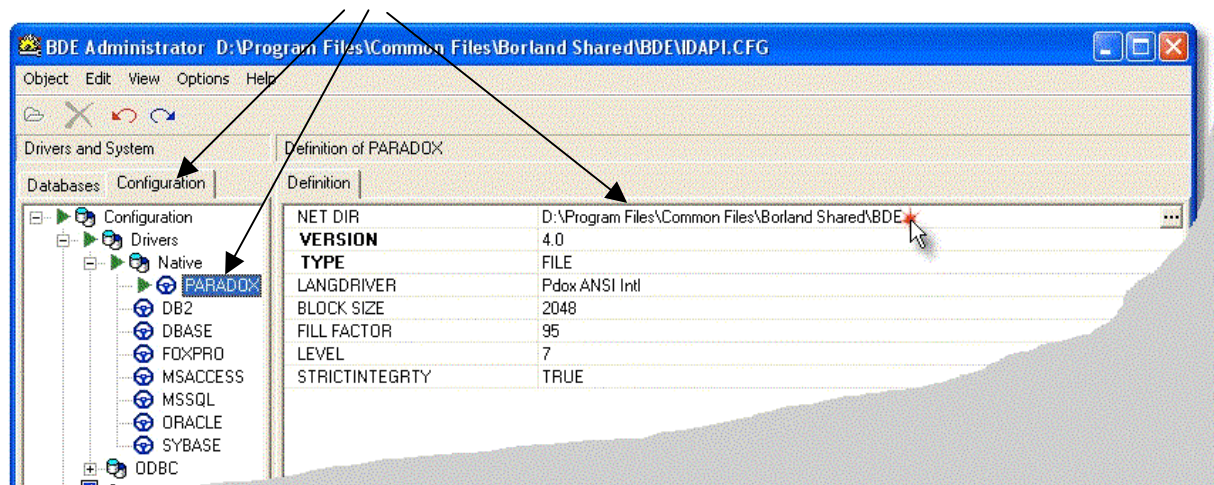 BDE Administrator D:\Program Files\Common Files\Borland Shared\BDE\IDAPI.CFG
Object Edit View Options Help
Drivers and System Definition of PARADOX
Databases Configuration Definition
Configuration
Drivers
Native
PARADOX
DB2
DBASE
FOXPRO
MSACCESS
MSSQL
ORACLE
SYBASE
ODBC
NET DIR D:\Program Files\Common Files\Borland Shared\BDE ...
VERSION 4.0
TYPE FILE
LANGDRIVER Pdox ANSI Intl
BLOCK SIZE 2048
FILL FACTOR 95
LEVEL 7
STRICTINTEGRTY TRUE